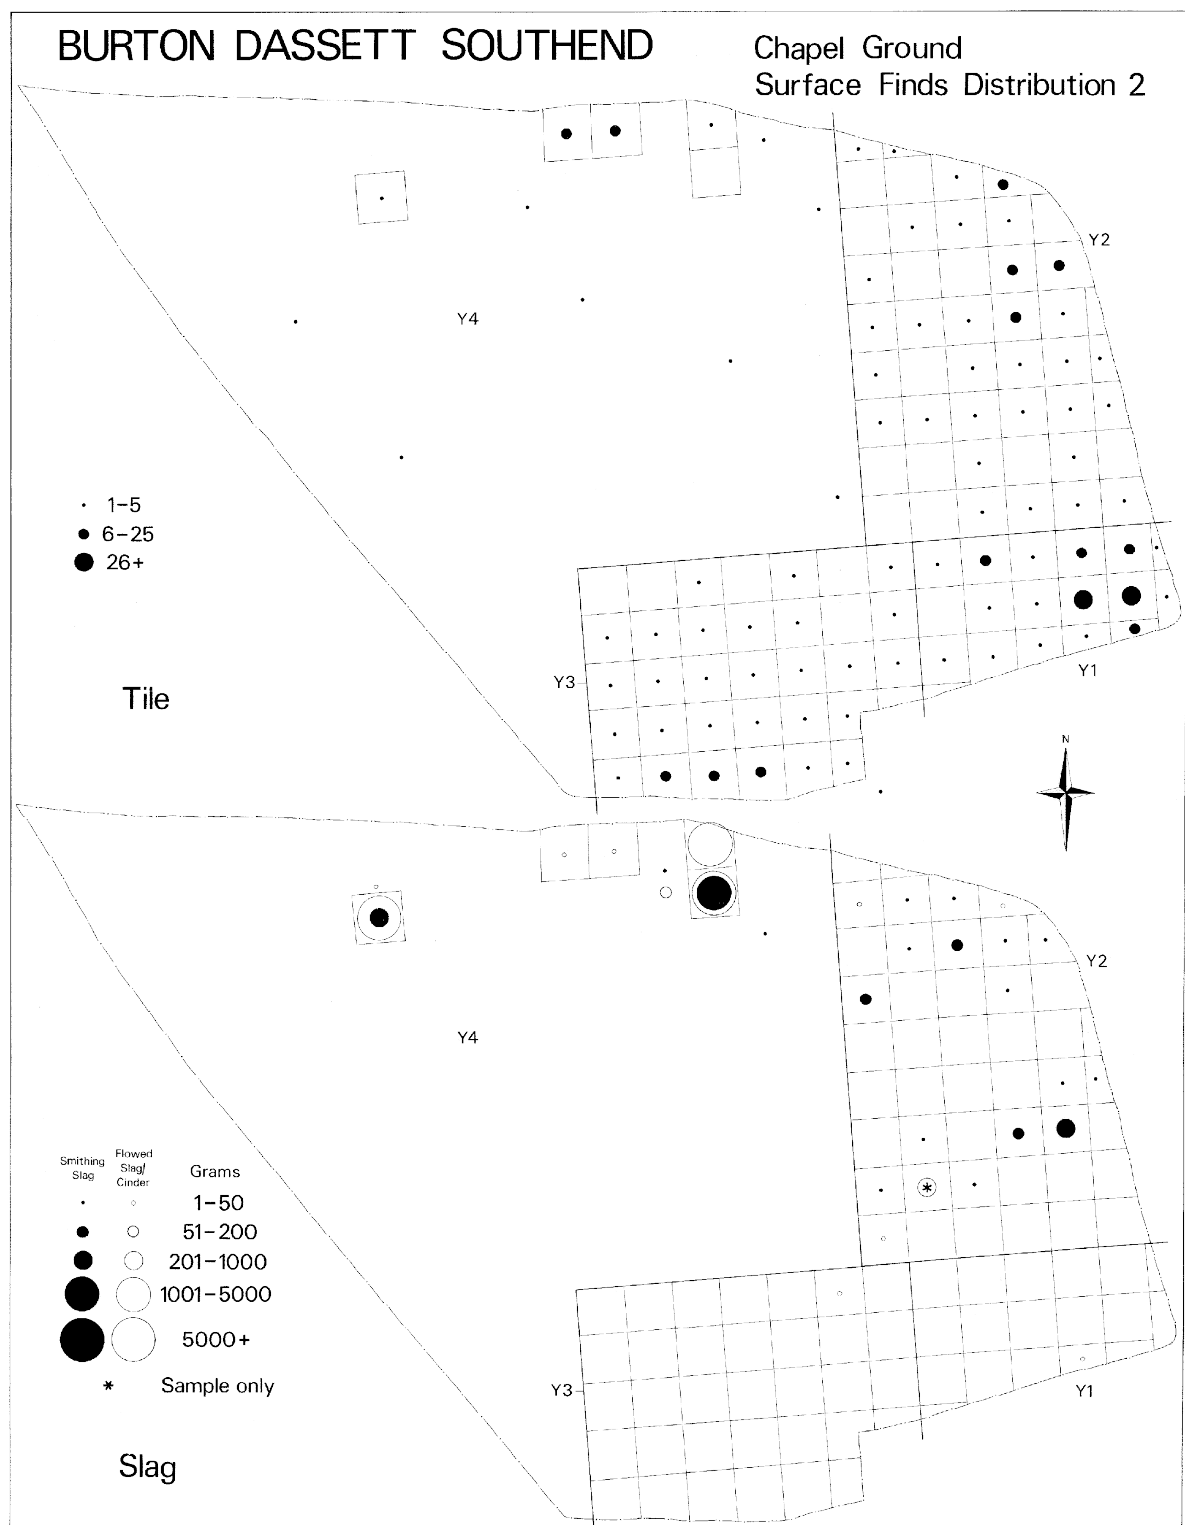 BURTON DASSETT SOUTHEND
Chapel Ground
Surface Finds Distribution 2
Y2
Y4
1-5
6-25
26+
Y3
Y1
Tile
N
Y2
Y4
Smithing Slag
Flowed Slag/ Cinder
Grams
1-50
51-200
201-1000
1001-5000
5000+
* Sample only
Y3
Y1
Slag